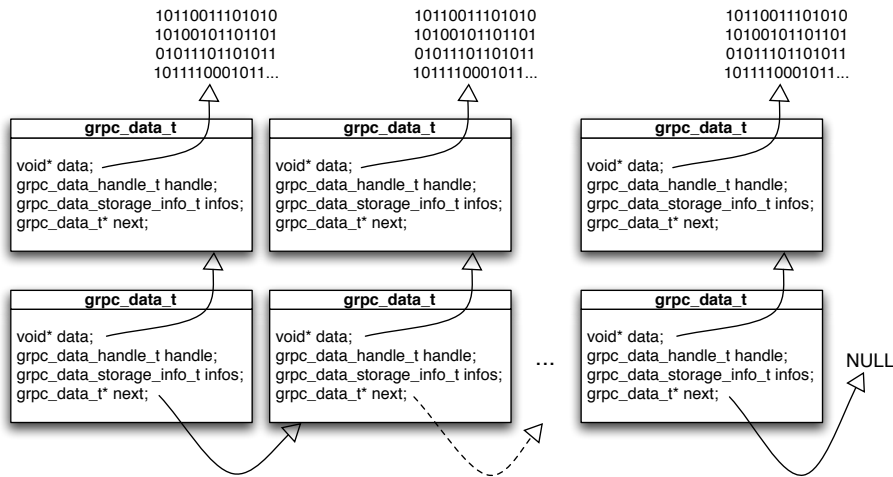 10110011101010
10100101101101
01011101101011
1011110001011...
10110011101010
10100101101101
01011101101011
1011110001011...
10110011101010
10100101101101
01011101101011
1011110001011...
grpc_data_t
void* data;
grpc_data_handle_t handle;
grpc_data_storage_info_t infos;
grpc_data_t* next;
grpc_data_t
void* data;
grpc_data_handle_t handle;
grpc_data_storage_info_t infos;
grpc_data_t* next;
grpc_data_t
void* data;
grpc_data_handle_t handle;
grpc_data_storage_info_t infos;
grpc_data_t* next;
grpc_data_t
void* data;
grpc_data_handle_t handle;
grpc_data_storage_info_t infos;
grpc_data_t* next;
grpc_data_t
void* data;
grpc_data_handle_t handle;
grpc_data_storage_info_t infos;
grpc_data_t* next;
...
grpc_data_t
void* data;
grpc_data_handle_t handle;
grpc_data_storage_info_t infos;
grpc_data_t* next;
NULL